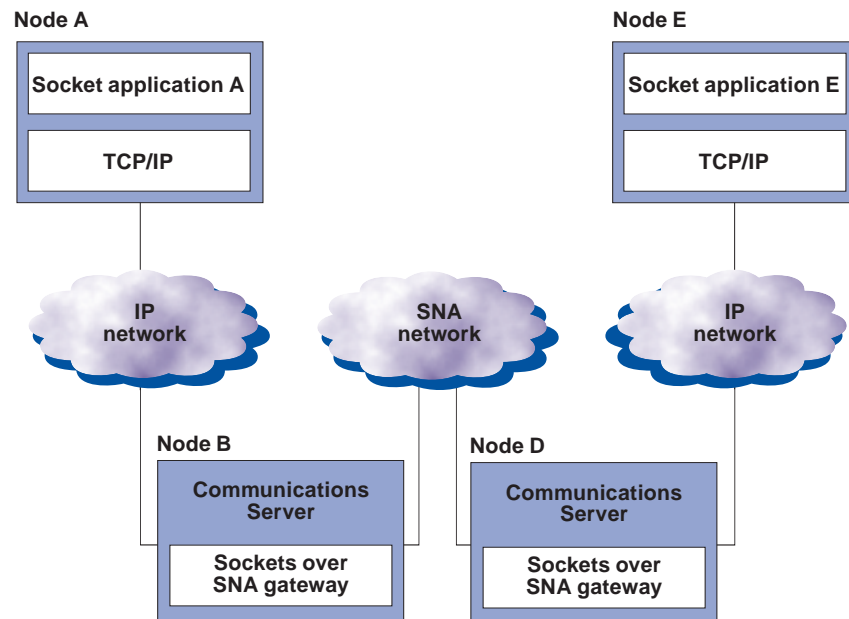 Node A
Socket application A
TCP/IP
Node E
Socket application E
TCP/IP
IP
network
SNA
network
IP
network
Node B
Communications
Server
Sockets over
SNA gateway
Node D
Communications
Server
Sockets over
SNA gateway